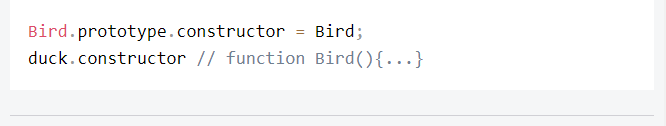 Bird.prototype.constructor = Bird;
duck.constructor // function Bird(){...}